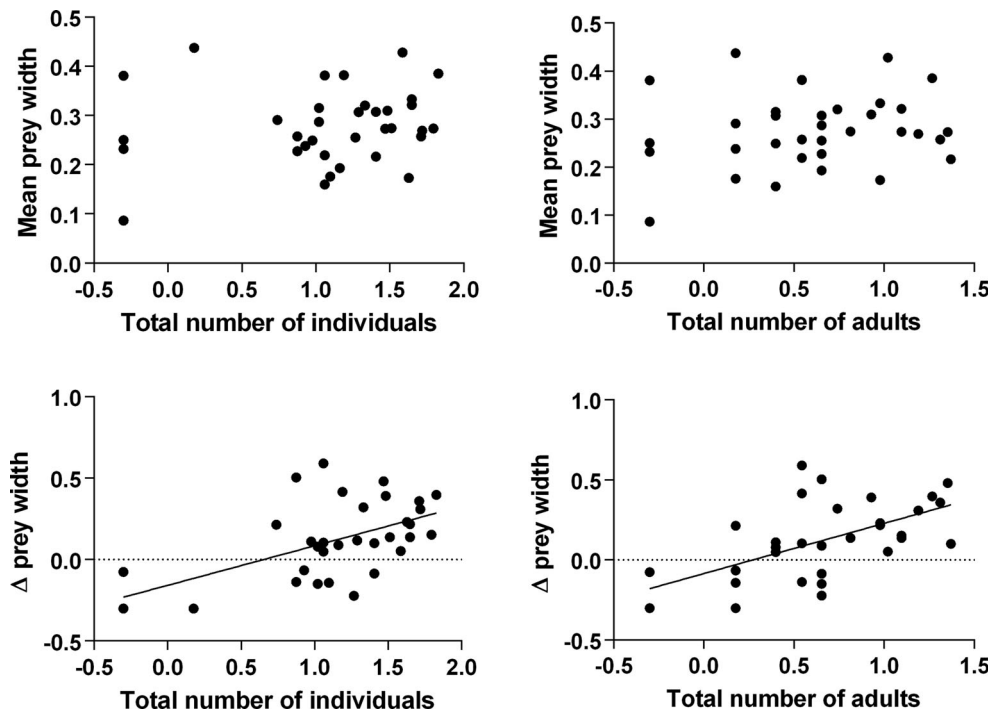 Mean prey width
0.5
0.4
0.3
0.2
0.1
0.0
-0.5 0.0 0.5 1.0 1.5 2.0
Total number of individuals
Mean prey width
0.5
0.4
0.3
0.2
0.1
0.0
-0.5 0.0 0.5 1.0 1.5
Total number of adults
Δ prey width
1.0
0.5
0.0
-0.5
-0.5 0.0 0.5 1.0 1.5 2.0
Total number of individuals
Δ prey width
1.0
0.5
0.0
-0.5
-0.5 0.0 0.5 1.0 1.5
Total number of adults